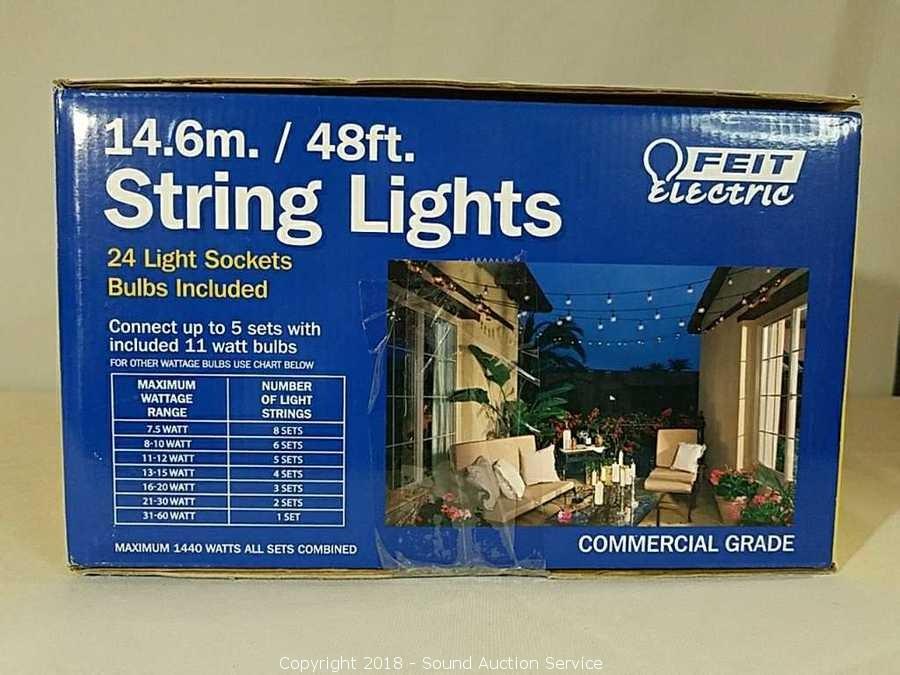 14.6m. / 48ft.
String Lights
FEIT
Electric
24 Light Sockets
Bulbs Included
Connect up to 5 sets with
included 11 watt bulbs
FOR OTHER WATTAGE BULBS USE CHART BELOW
MAXIMUM WATTAGE RANGE NUMBER OF LIGHT STRINGS
7.5 WATT 8 SETS
8-10 WATT 6 SETS
11-12 WATT 5 SETS
13-15 WATT 4 SETS
16-20 WATT 3 SETS
21-30 WATT 2 SETS
31-60 WATT 1 SET
MAXIMUM 1440 WATTS ALL SETS COMBINED
COMMERCIAL GRADE
Copyright 2018 - Sound Auction Service